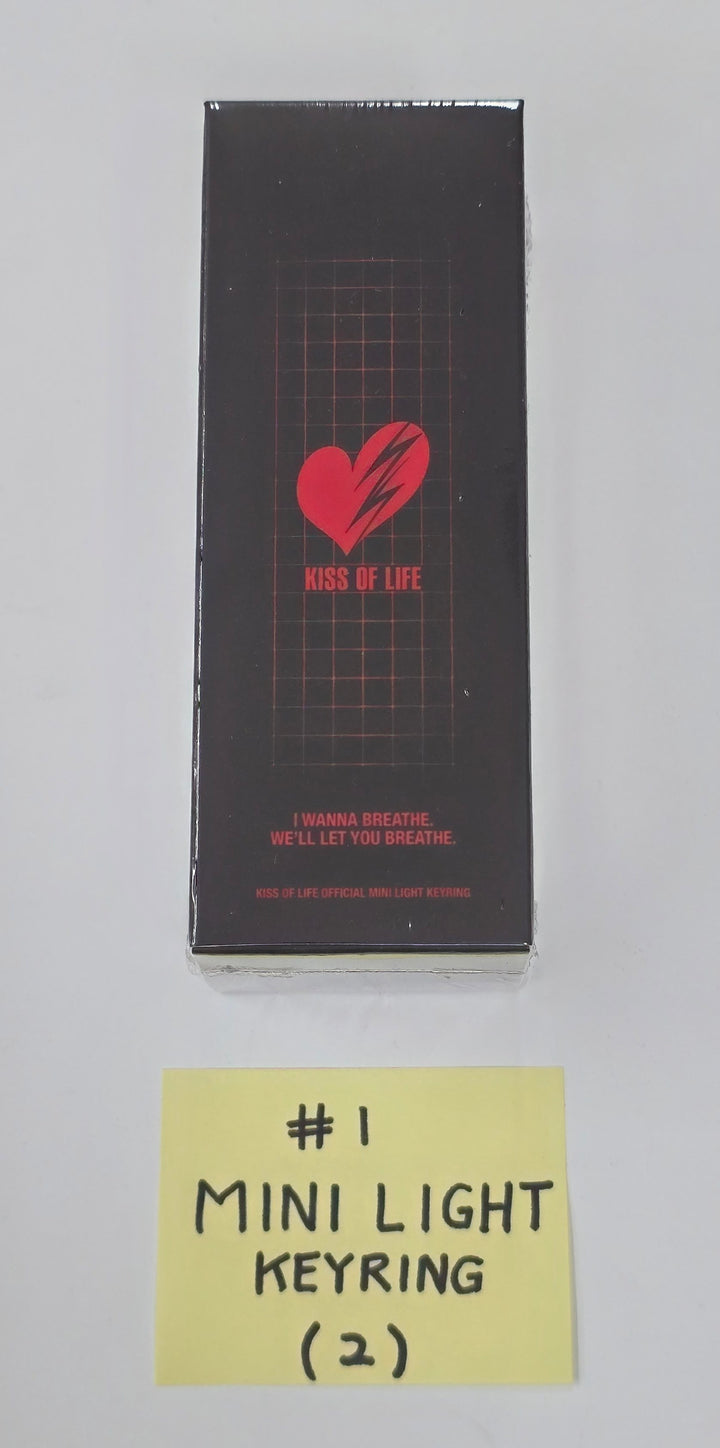 KISS OF LIFE
I WANNA BREATHE.
WE'LL LET YOU BREATHE.
KISS OF LIFE OFFICIAL MINI LIGHT KEYRING
#1
MINI LIGHT
KEYRING
(2)